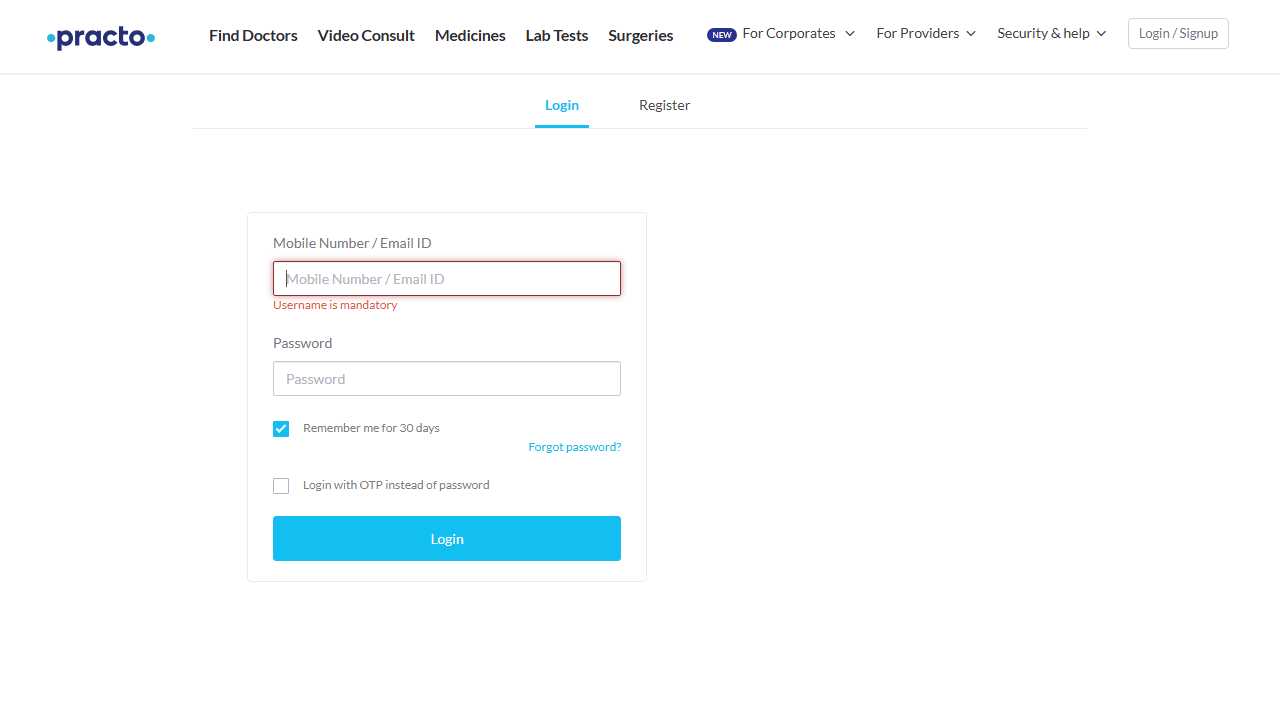 practo
Find Doctors
Video Consult
Medicines
Lab Tests
Surgeries
NEW For Corporates
For Providers
Security & help
Login / Signup
Login
Register
Mobile Number / Email ID
Mobile Number / Email ID
Username is mandatory
Password
Password
Remember me for 30 days
Forgot password?
Login with OTP instead of password
Login